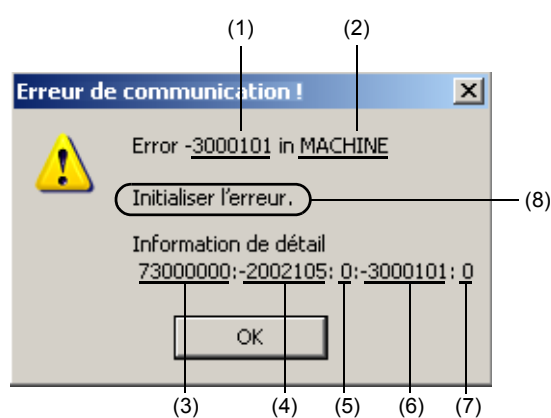 (1) (2)
Erreur de communication !
Error -3000101 in MACHINE
Initialiser l'erreur.
(8)
Information de détail
73000000:-2002105: 0:-3000101: 0
OK
(3) (4) (5) (6) (7)